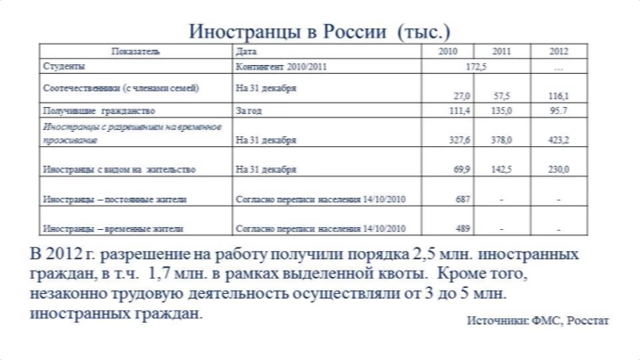 Иностранцы в России (тыс.)
Показатель Дата 2010 2011 2012
Студенты Контингент 2010/2011 172,5 ...
Соотечественники (с членами семей) На 31 декабря 27,0 57,5 116,1
Получившие гражданство За год 111,4 135,0 95.7
Иностранцы с разрешением на временное
проживание На 31 декабря 327,6 378,0 423,2
Иностранцы с видом на жительство На 31 декабря 69,9 142,5 230,0
Иностранцы – постоянные жители Согласно переписи населения 14/10/2010 687 - -
Иностранцы – временные жители Согласно переписи населения 14/10/2010 489 - -
В 2012 г. разрешение на работу получили порядка 2,5 млн. иностранных
граждан, в т.ч. 1,7 млн. в рамках выделенной квоты. Кроме того,
незаконно трудовую деятельность осуществляли от 3 до 5 млн.
иностранных граждан.
Источники: ФМС, Росстат